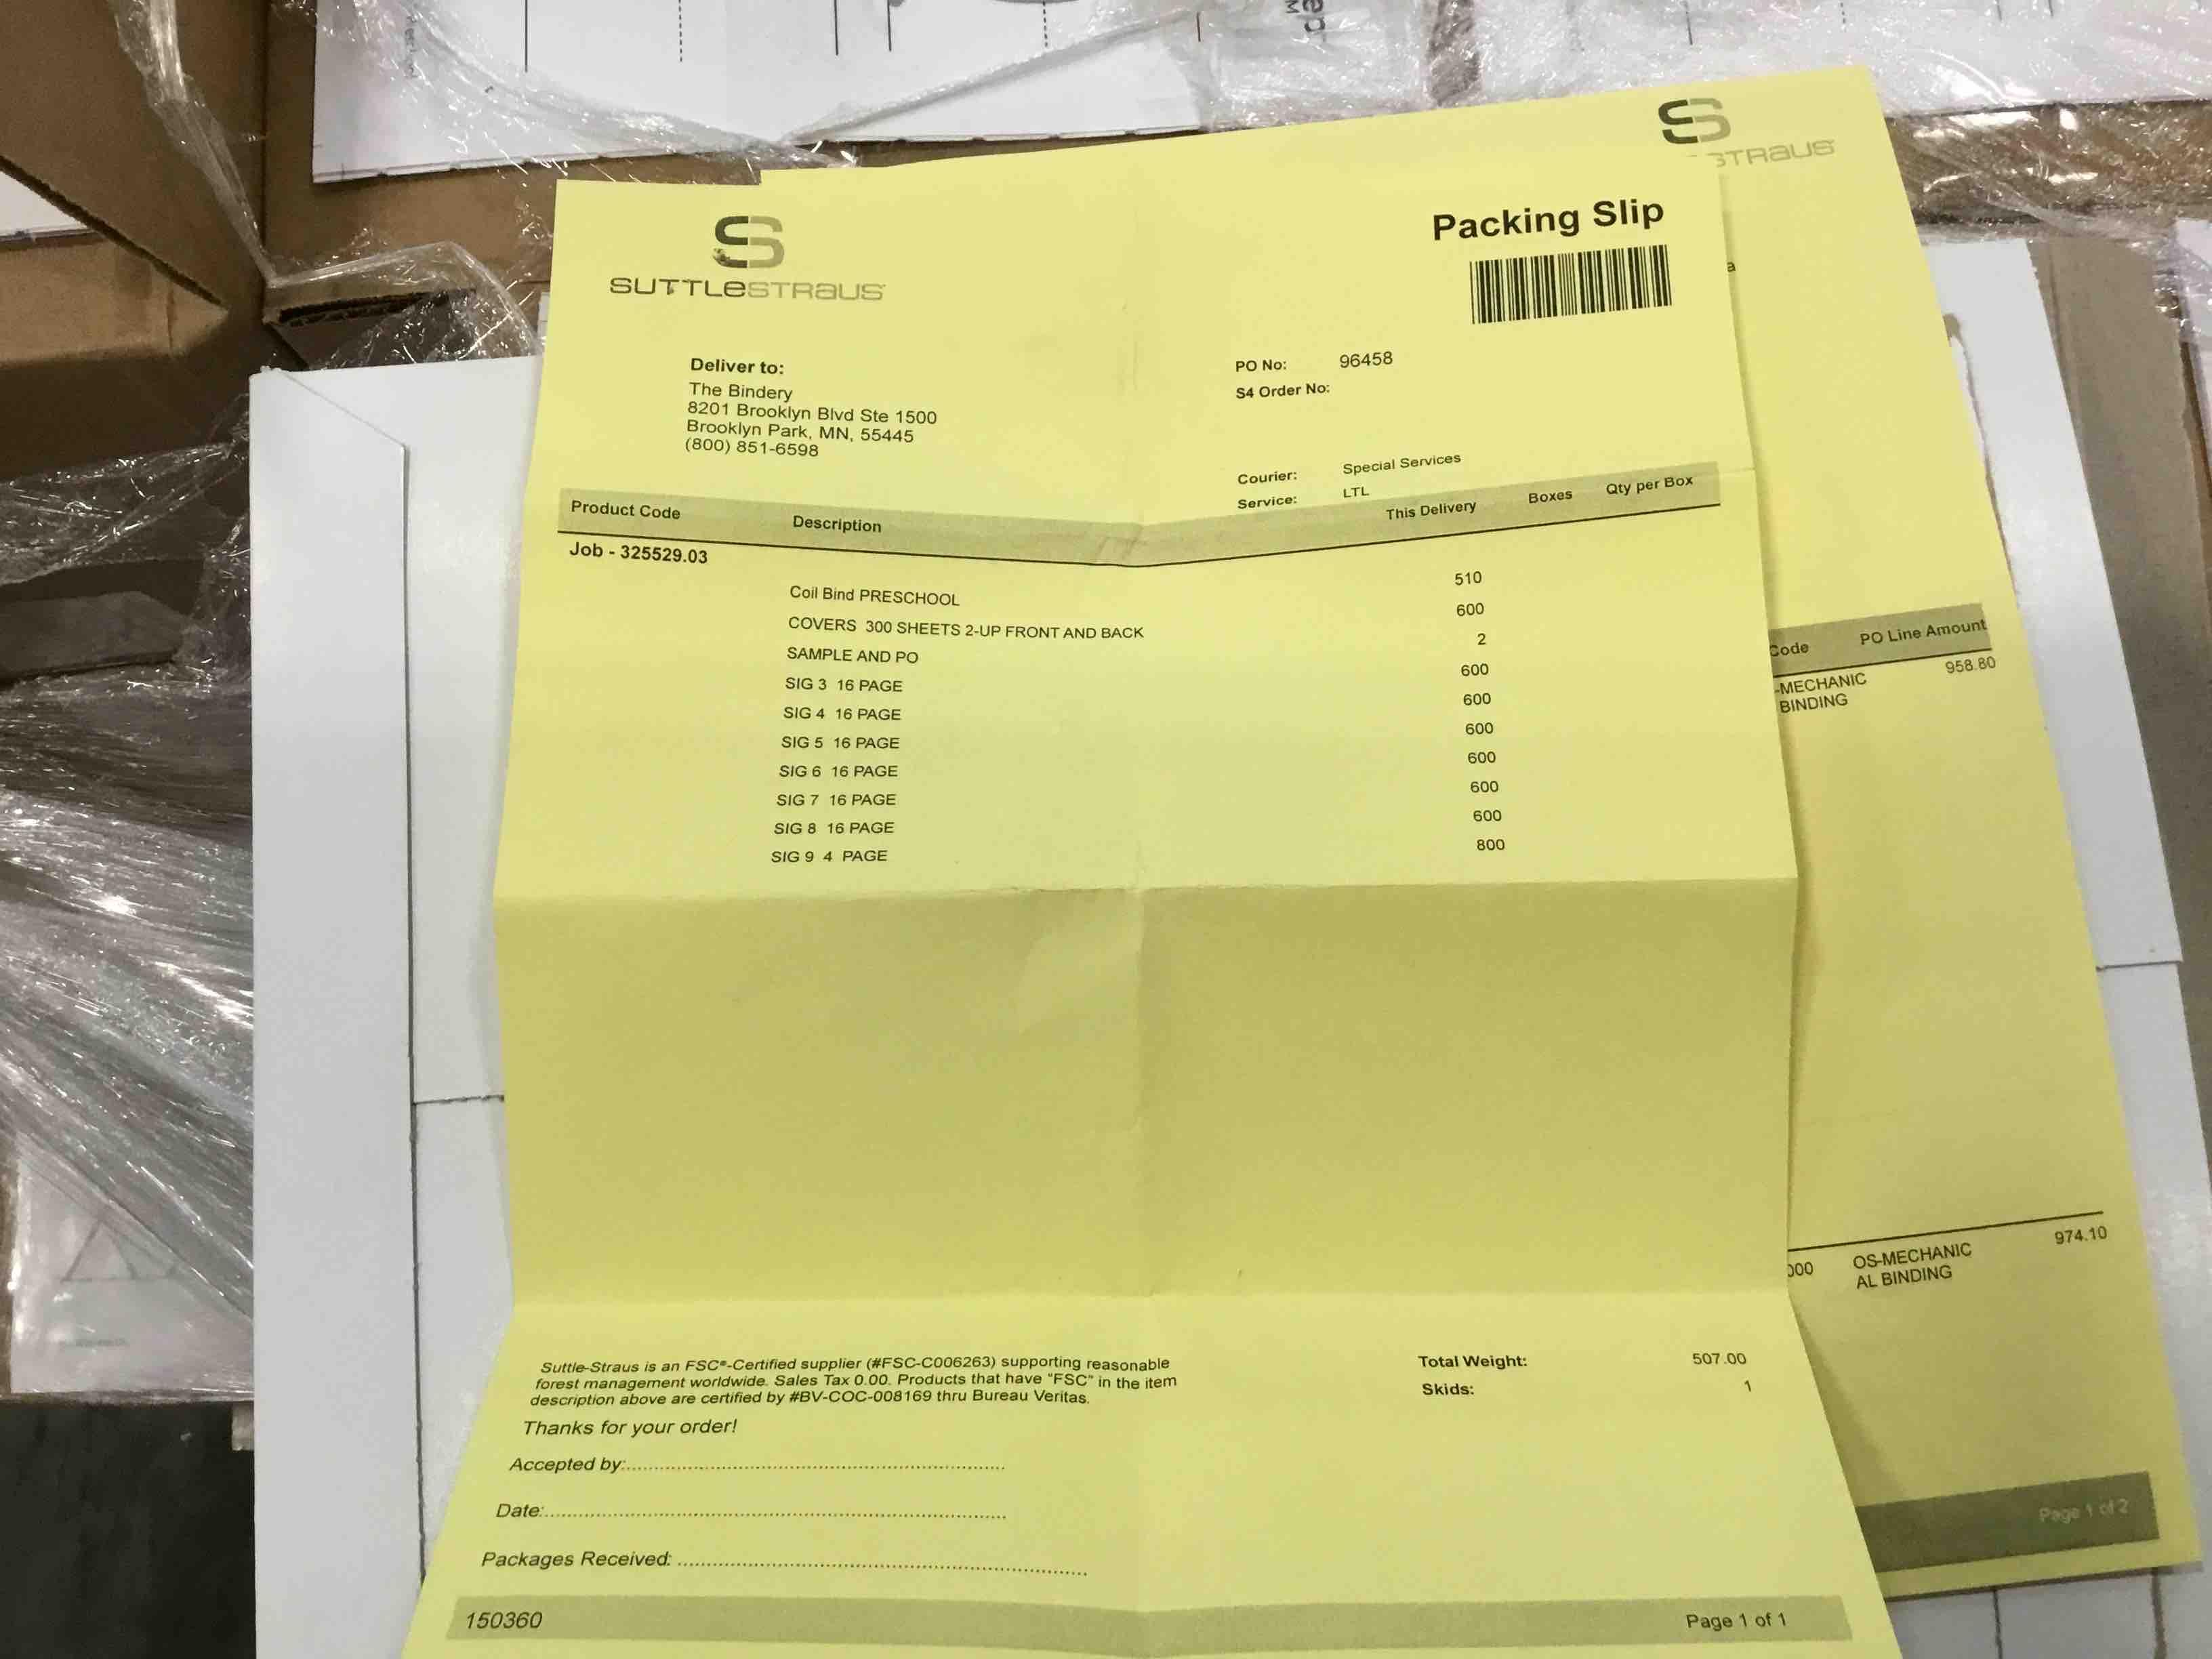 SUTTLESTRAUS
Packing Slip
Deliver to:
The Bindery
8201 Brooklyn Blvd Ste 1500
Brooklyn Park, MN, 55445
(800) 851-6598
PO No: 96458
S4 Order No:
Courier: Special Services
Service: LTL
Product Code Description This Delivery Boxes Qty per Box
Job - 325529.03
Coil Bind PRESCHOOL 510
COVERS 300 SHEETS 2-UP FRONT AND BACK 600
SAMPLE AND PO 2
SIG 3 16 PAGE 600
SIG 4 16 PAGE 600
SIG 5 16 PAGE 600
SIG 6 16 PAGE 600
SIG 7 16 PAGE 600
SIG 8 16 PAGE 600
SIG 9 4 PAGE 800
Suttle-Straus is an FSC®-Certified supplier (#FSC-C006263) supporting reasonable
forest management worldwide. Sales Tax 0.00. Products that have "FSC" in the item
description above are certified by #BV-COC-008169 thru Bureau Veritas.
Total Weight: 507.00
Skids: 1
Thanks for your order!
Accepted by:
Date:
Packages Received:
150360 Page 1 of 1
STRAUS
Code PO Line Amount
-MECHANIC 958.80
BINDING
000 OS-MECHANIC 974.10
AL BINDING
Page 1 of 2